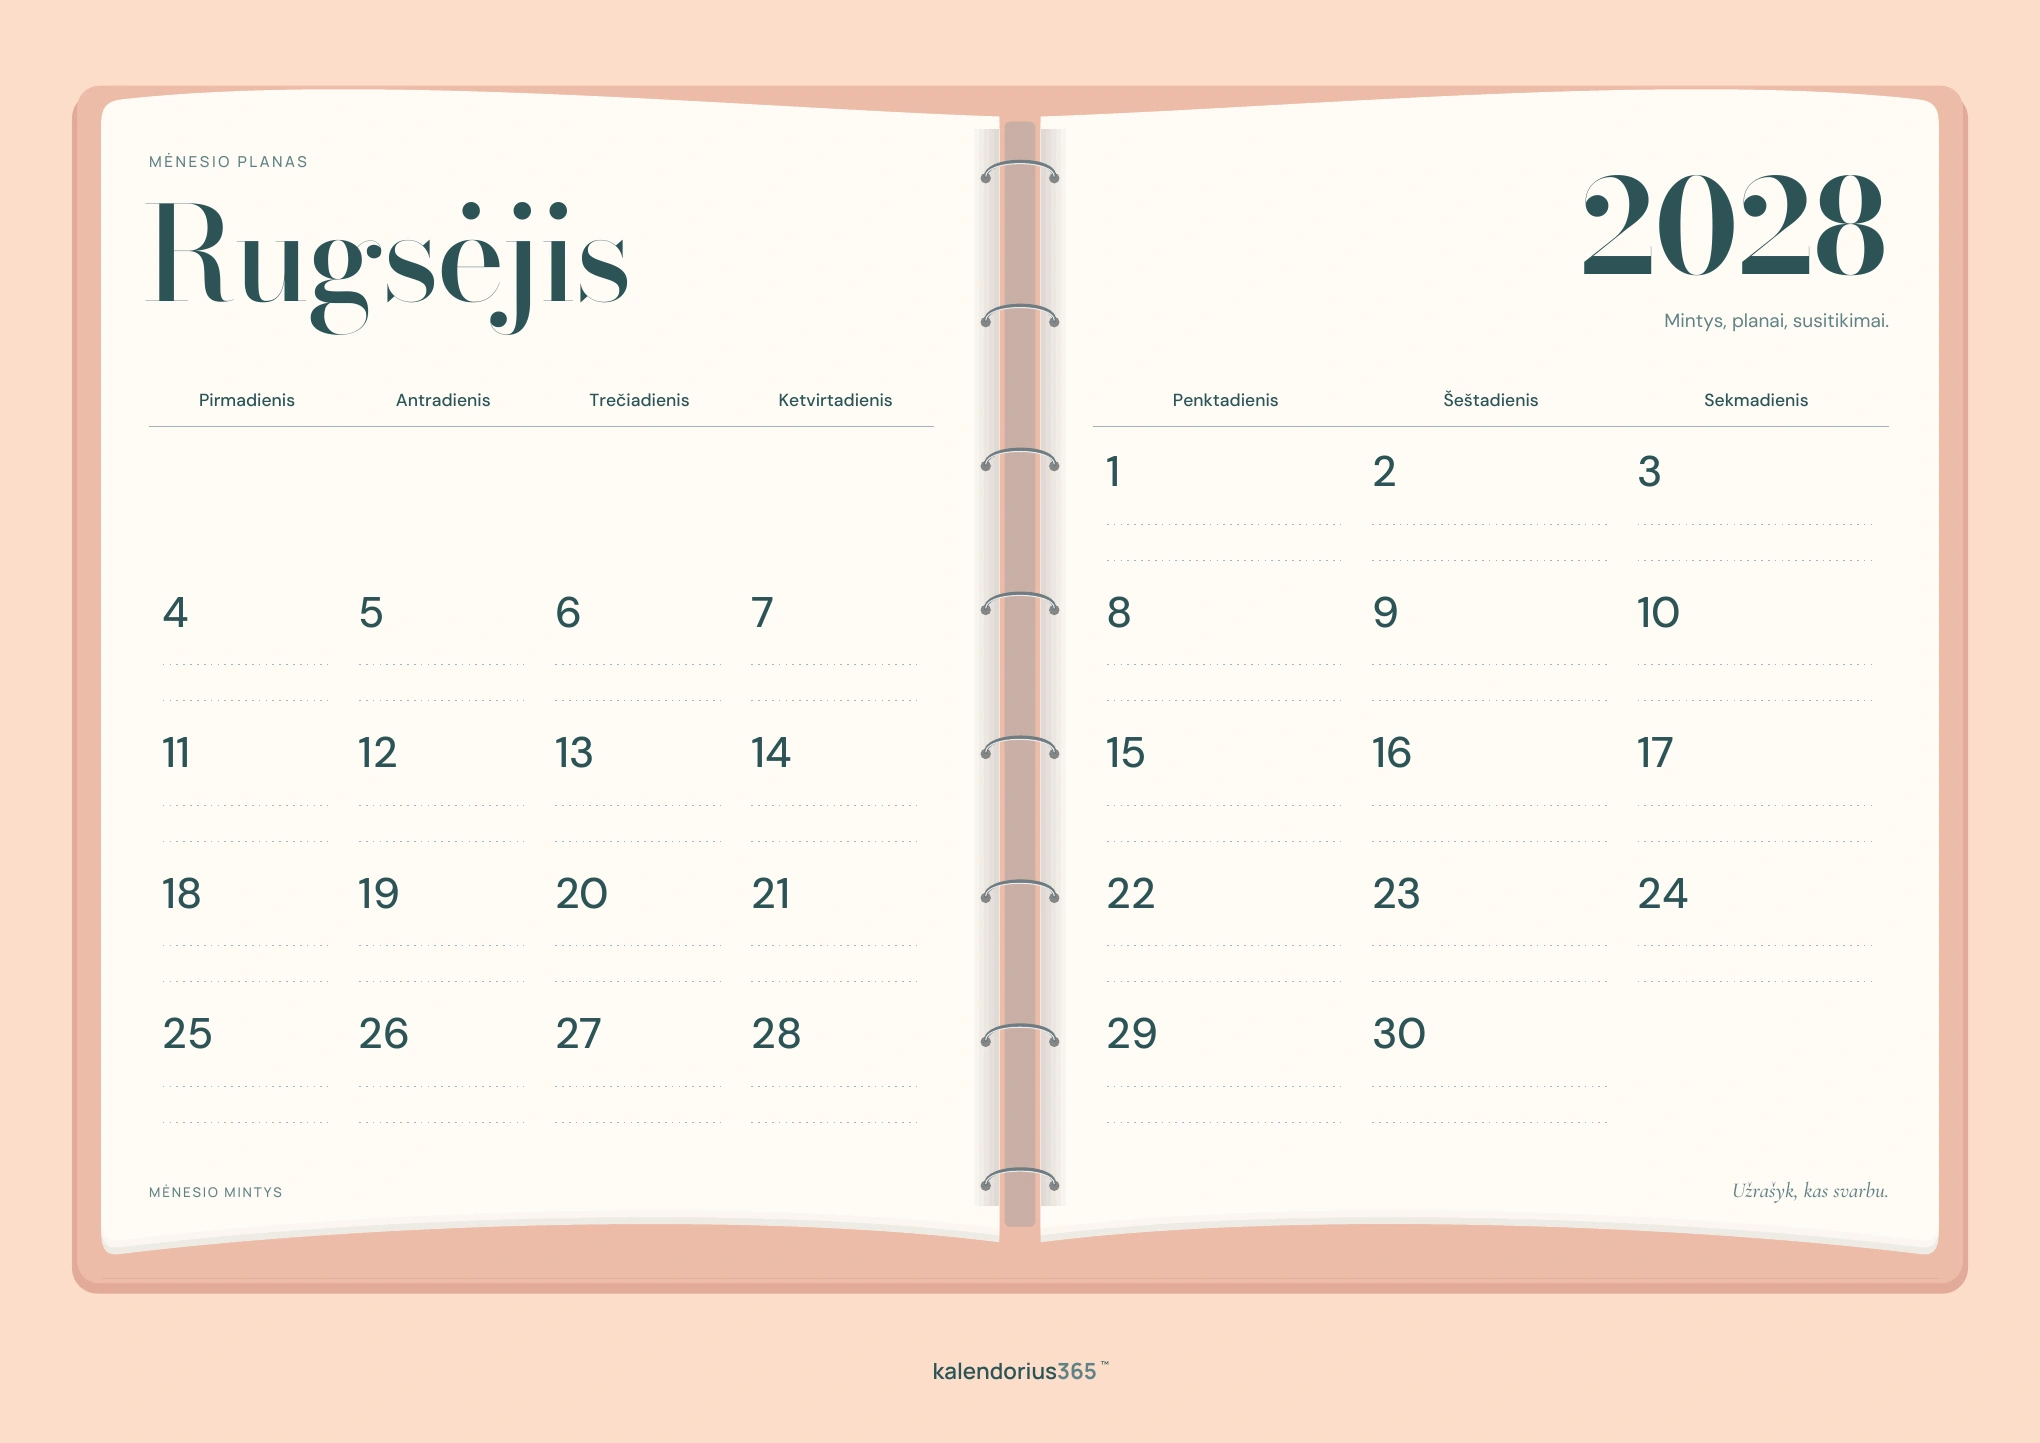 MĖNESIO PLANAS
Rugsėjis
2028
Mintys, planai, susitikimai.
Pirmadienis Antradienis Trečiadienis Ketvirtadienis Penktadienis Šeštadienis Sekmadienis
1 2 3
4 5 6 7 8 9 10
11 12 13 14 15 16 17
18 19 20 21 22 23 24
25 26 27 28 29 30
MĖNESIO MINTYS
Užrašyk, kas svarbu.
kalendorius365™